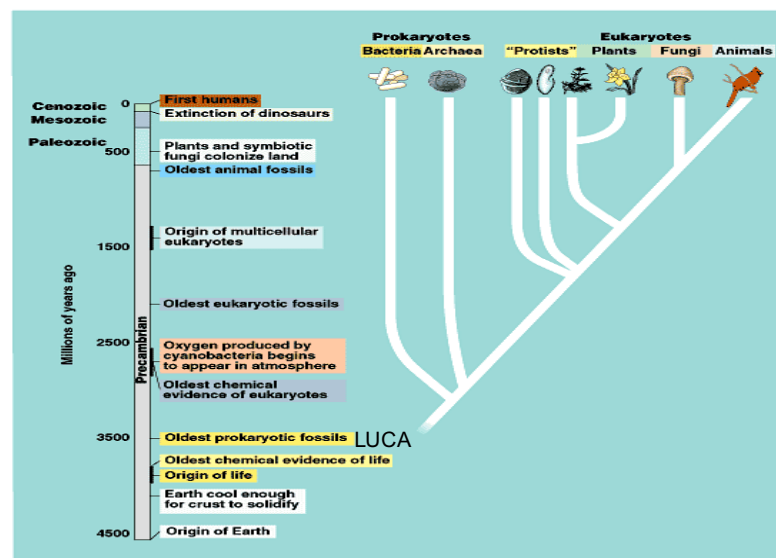 Prokaryotes
Eukaryotes
Bacteria Archaea
“Protists” Plants Fungi Animals
Cenozoic
Mesozoic
Paleozoic
Precambrian
Millions of years ago
0
500
1500
2500
3500
4500
First humans
Extinction of dinosaurs
Plants and symbiotic
fungi colonize land
Oldest animal fossils
Origin of multicellular
eukaryotes
Oldest eukaryotic fossils
Oxygen produced by
cyanobacteria begins
to appear in atmosphere
Oldest chemical
evidence of eukaryotes
Oldest prokaryotic fossils
LUCA
Oldest chemical evidence of life
Origin of life
Earth cool enough
for crust to solidify
Origin of Earth